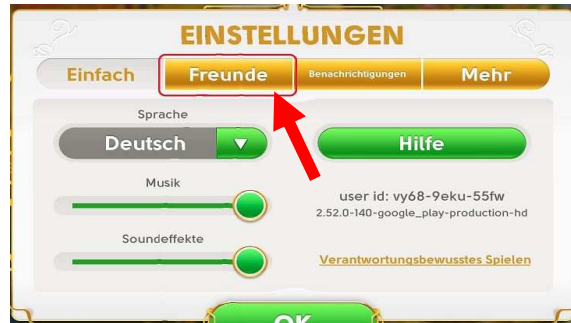 EINSTELLUNGEN
Einfach Freunde Benachrichtigungen Mehr
Sprache
Deutsch Hilfe
Musik
user id: vy68-9eku-55fw
2.52.0-140-google_play-production-hd
Soundeffekte
Verantwortungsbewusstes Spielen
OK